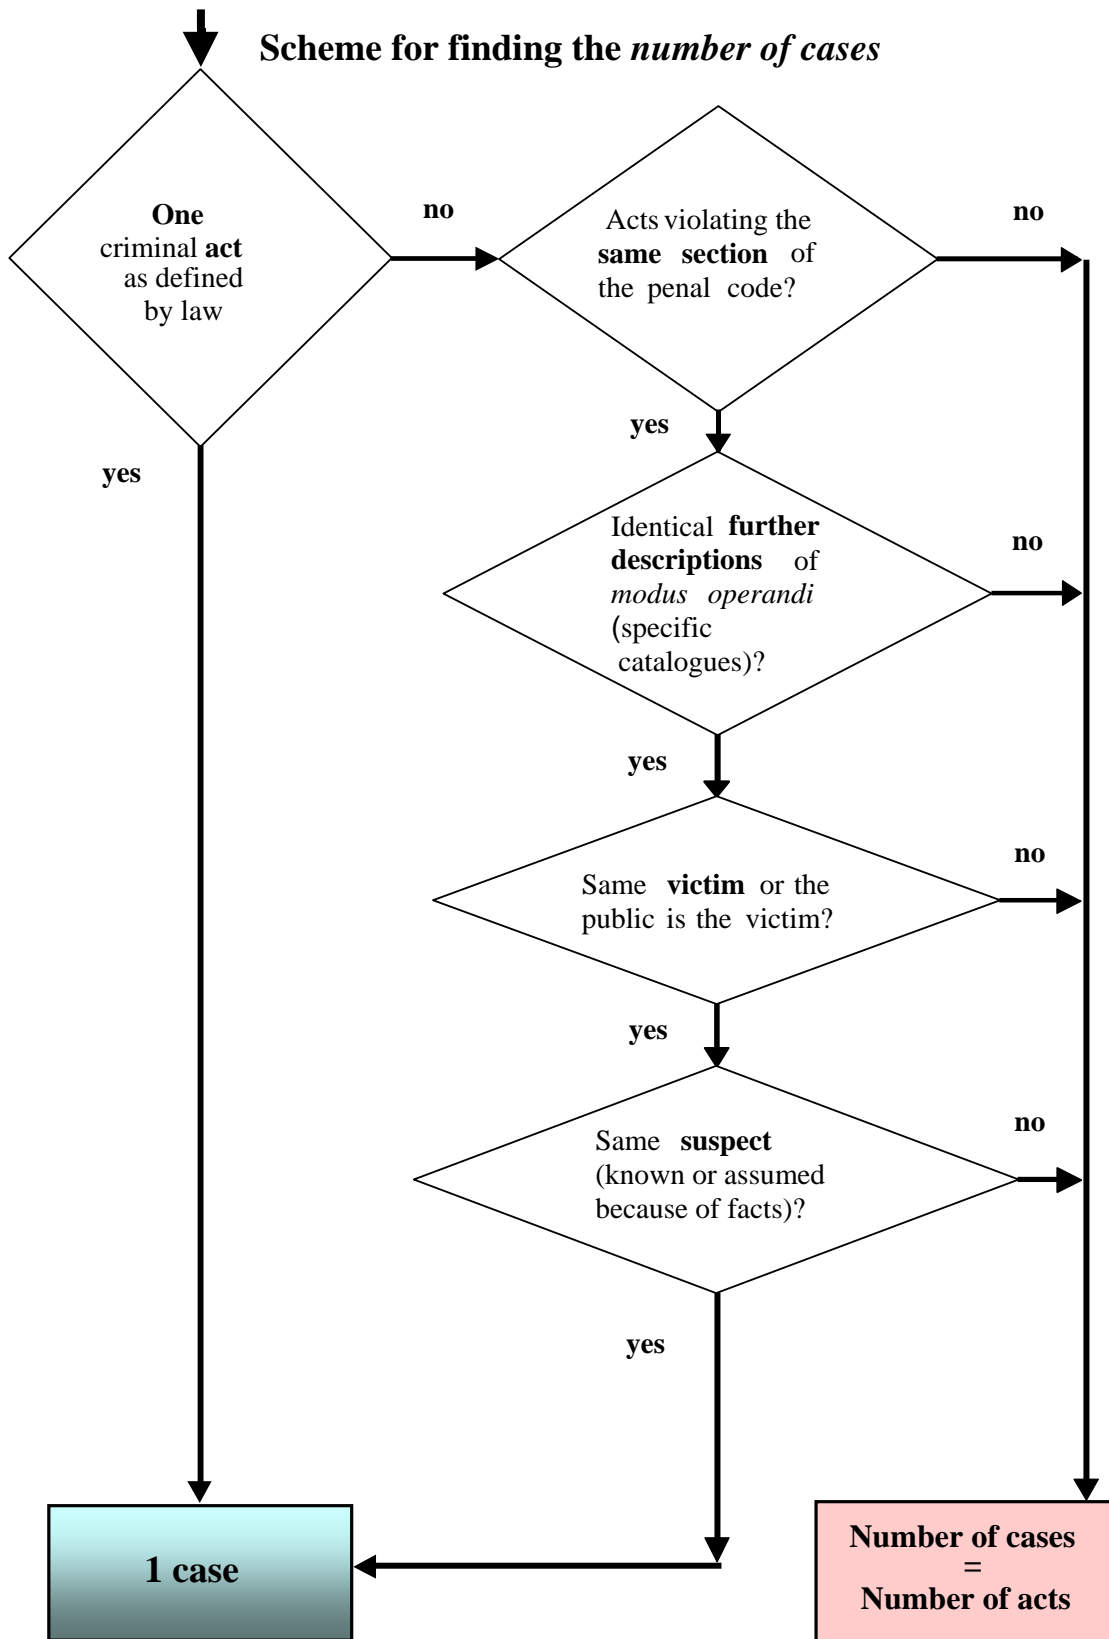 Scheme for finding the number of cases
One
criminal act
as defined
by law
no
Acts violating the
same section of
the penal code?
no
yes
yes
Identical further
descriptions of
modus operandi
(specific
catalogues)?
no
yes
Same victim or the
public is the victim?
no
yes
Same suspect
(known or assumed
because of facts)?
no
yes
1 case
Number of cases
=
Number of acts